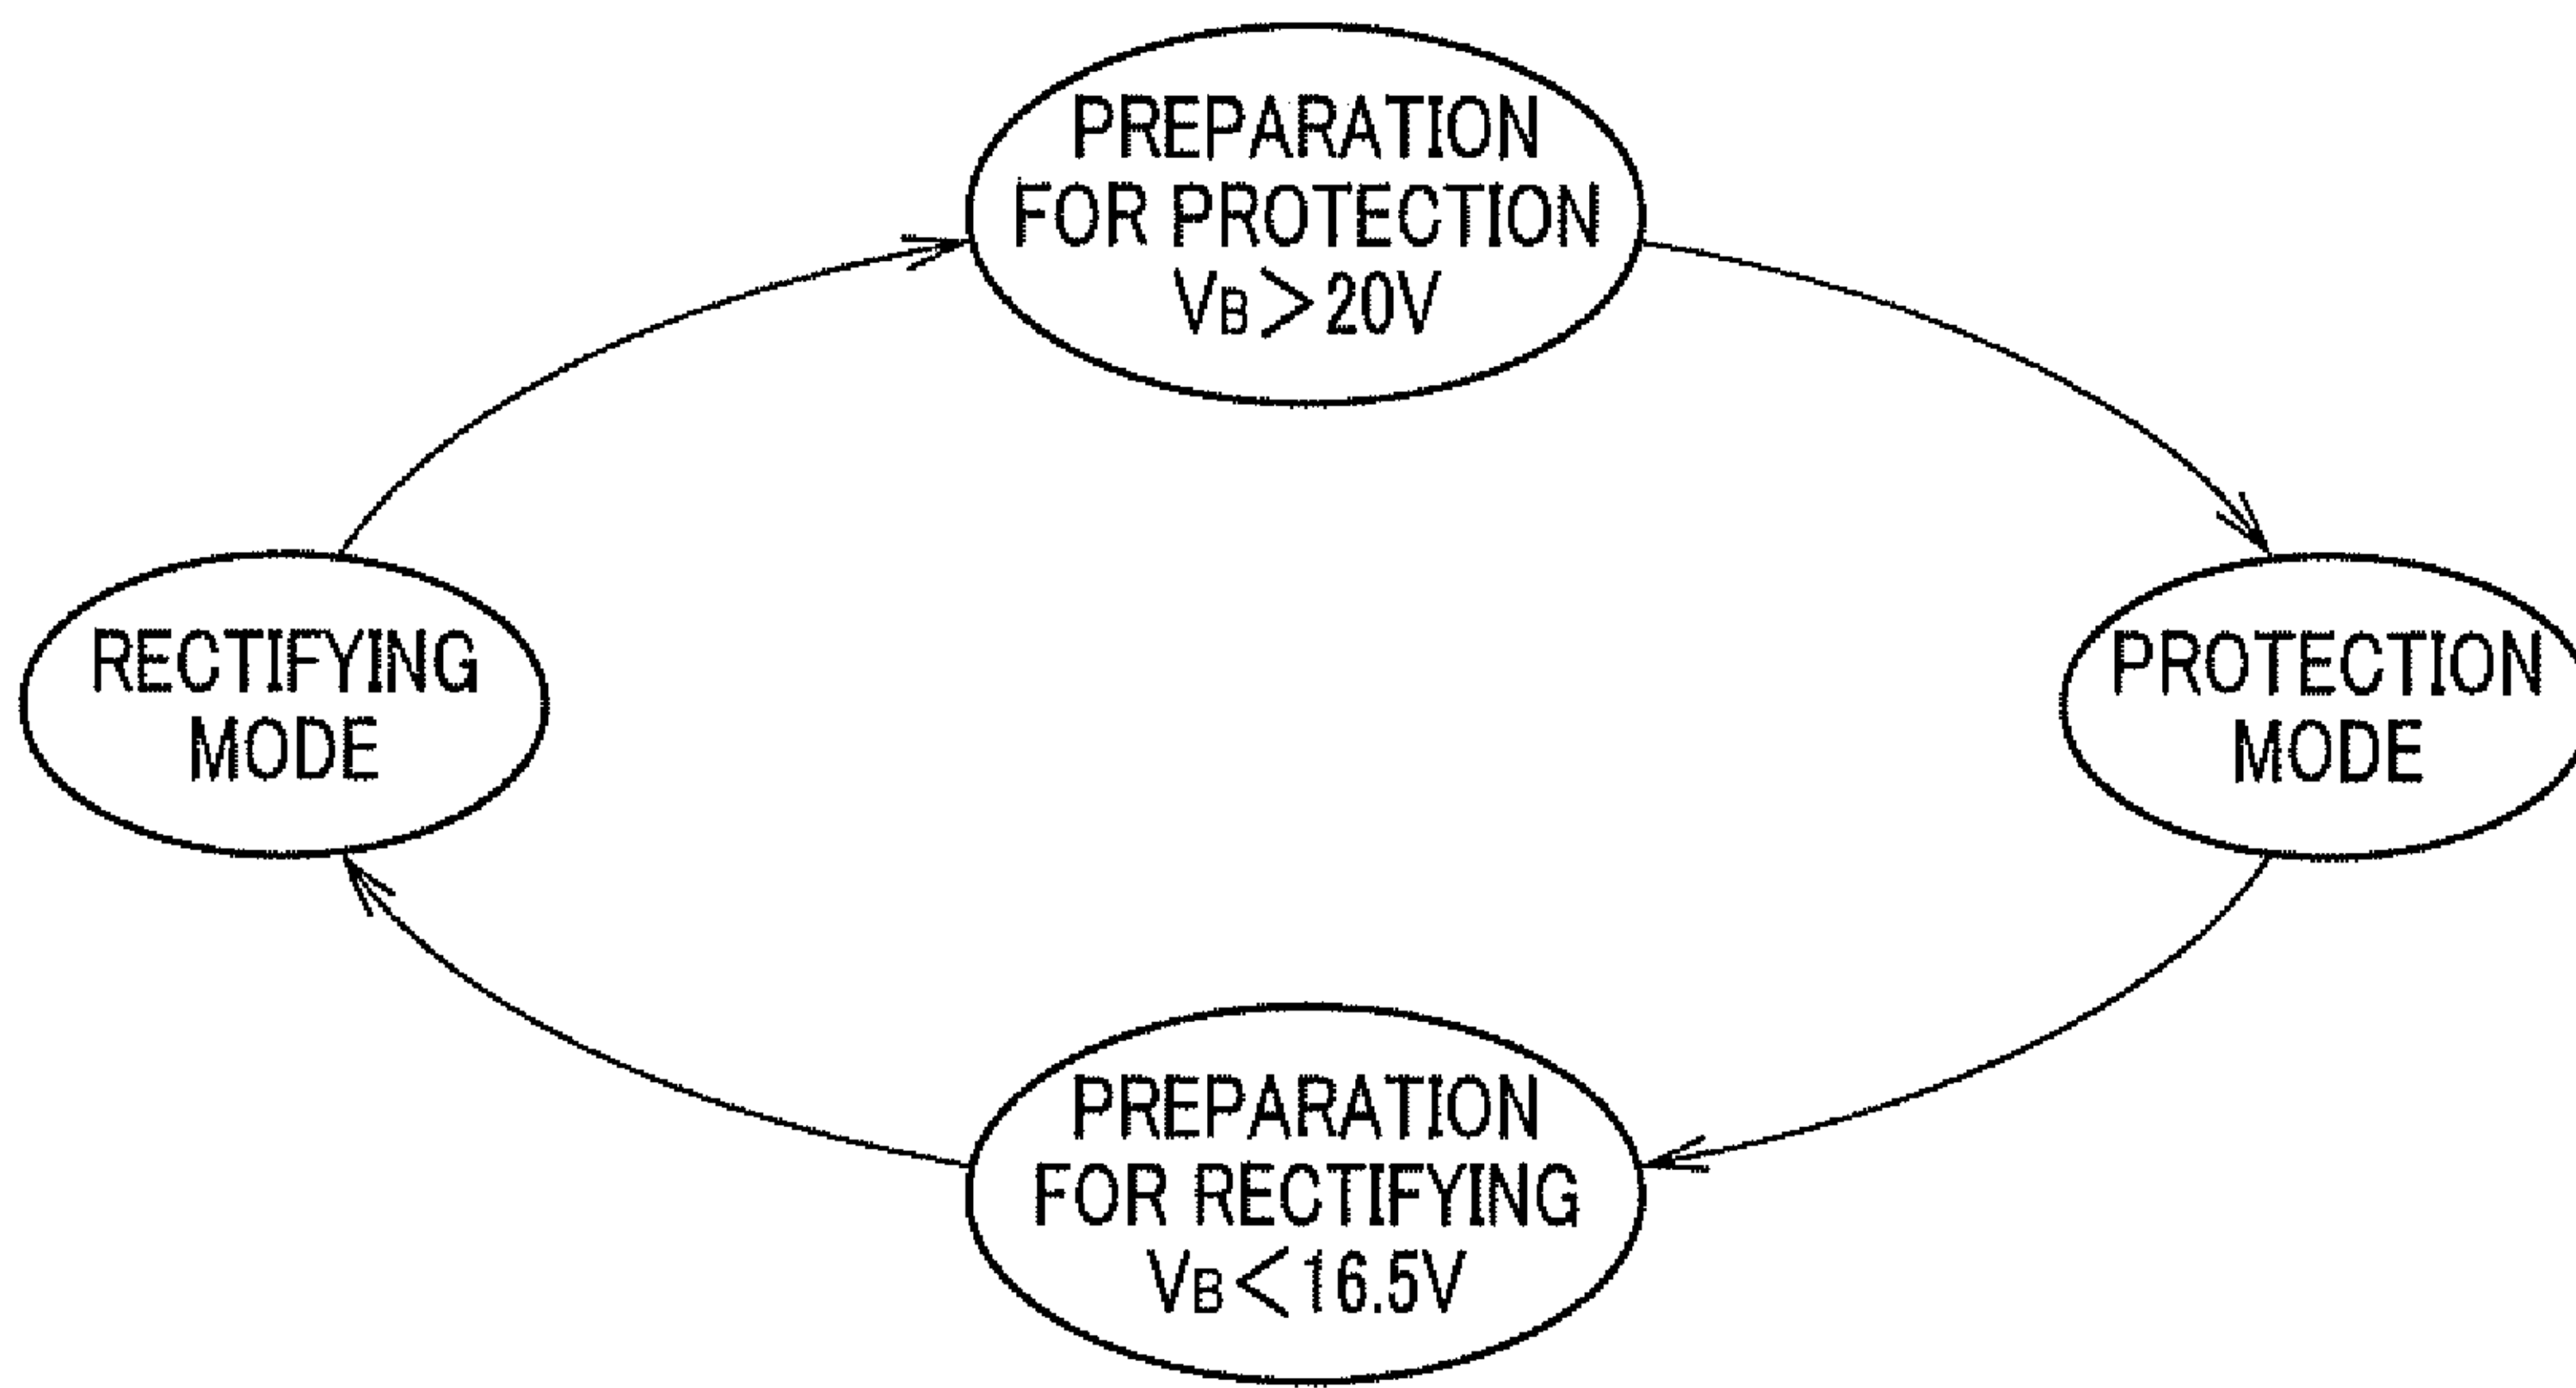 PREPARATION
FOR PROTECTION
VB>20V
RECTIFYING
MODE
PROTECTION
MODE
PREPARATION
FOR RECTIFYING
VB<16.5V